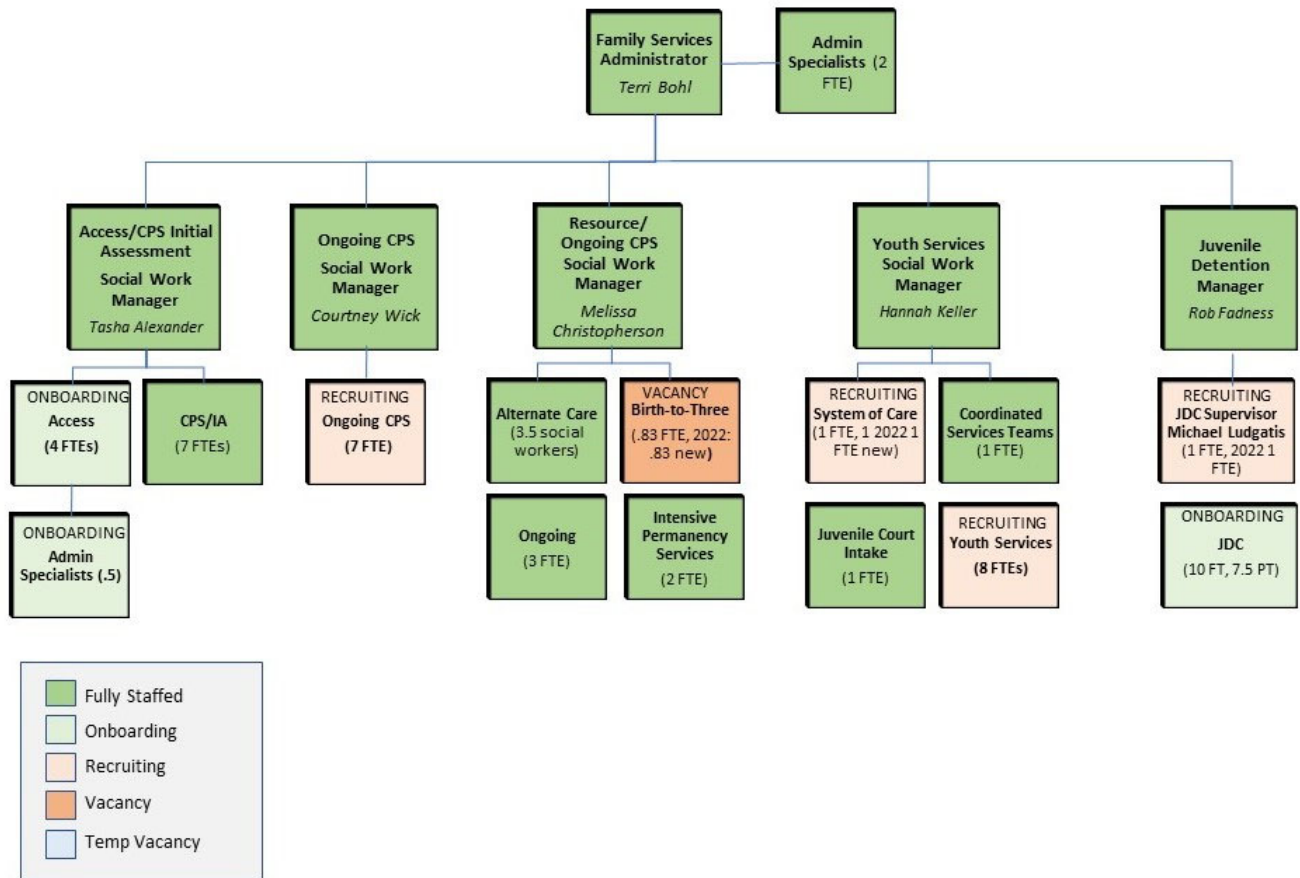 Family Services
Administrator
Terri Bohl
Admin
Specialists (2
FTE)
Access/CPS Initial
Assessment
Social Work
Manager
Tasha Alexander
Ongoing CPS
Social Work
Manager
Courtney Wick
Resource/
Ongoing CPS
Social Work
Manager
Melissa
Christopherson
Youth Services
Social Work
Manager
Hannah Keller
Juvenile
Detention
Manager
Rob Fadness
ONBOARDING
Access
(4 FTEs)
CPS/IA
(7 FTEs)
RECRUITING
Ongoing CPS
(7 FTE)
Alternate Care
(3.5 social
workers)
VACANCY
Birth-to-Three
(.83 FTE, 2022:
.83 new)
RECRUITING
System of Care
(1 FTE, 1 2022 1
FTE new)
Coordinated
Services Teams
(1 FTE)
RECRUITING
JDC Supervisor
Michael Ludgatis
(1 FTE, 2022 1
FTE)
ONBOARDING
Admin
Specialists (.5)
Ongoing
(3 FTE)
Intensive
Permanency
Services
(2 FTE)
Juvenile Court
Intake
(1 FTE)
RECRUITING
Youth Services
(8 FTEs)
ONBOARDING
JDC
(10 FT, 7.5 PT)
Fully Staffed
Onboarding
Recruiting
Vacancy
Temp Vacancy